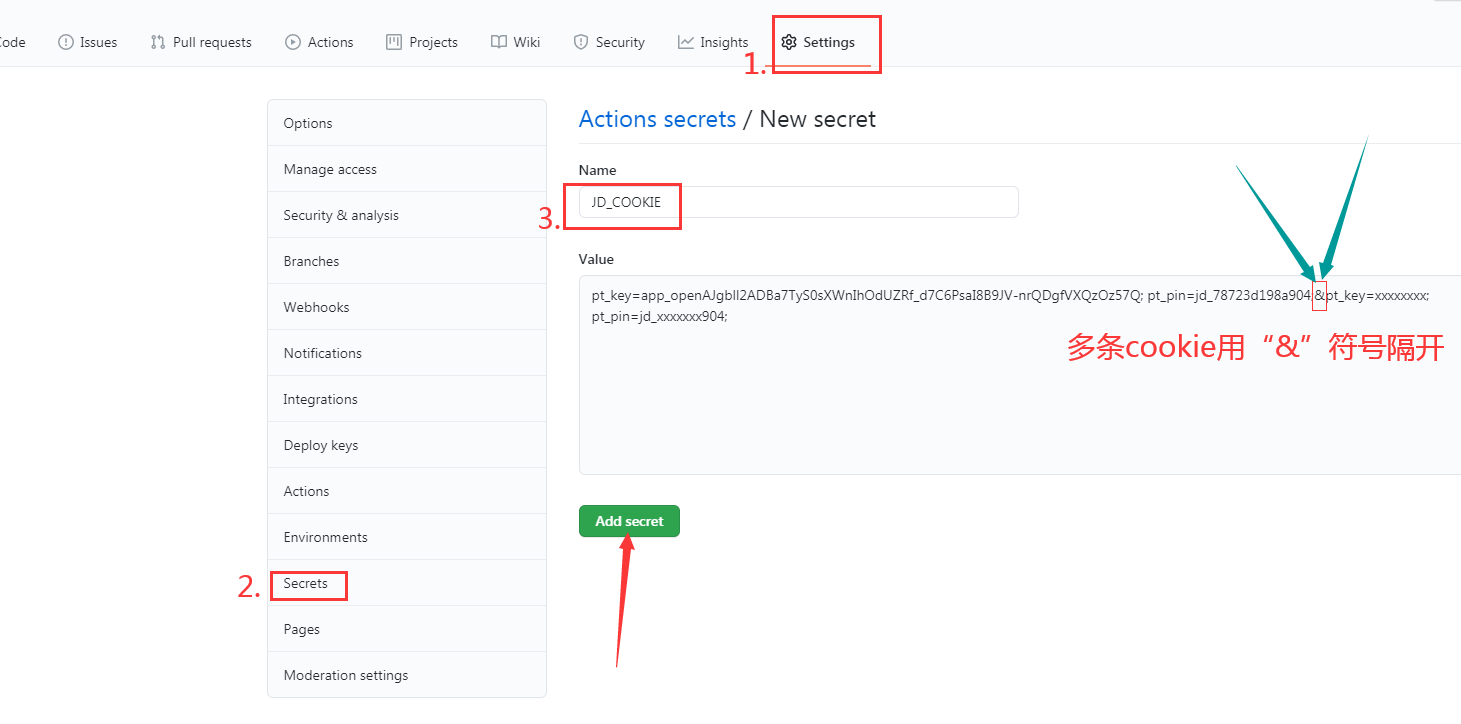 ode Issues Pull requests Actions Projects Wiki Security Insights Settings
1.
Options
Manage access
Security & analysis
Branches
Webhooks
Notifications
Integrations
Deploy keys
Actions
Environments
2. Secrets
Pages
Moderation settings
Actions secrets / New secret
Name
3. JD_COOKIE
Value
pt_key=app_openAJgbll2ADBa7TyS0sXWnIhOdUZRf_d7C6PsaI8B9JV-nrQDgfVXQzOz57Q; pt_pin=jd_78723d198a904;&pt_key=xxxxxxxx;
pt_pin=jd_xxxxxxx904;
多条cookie用“&”符号隔开
Add secret